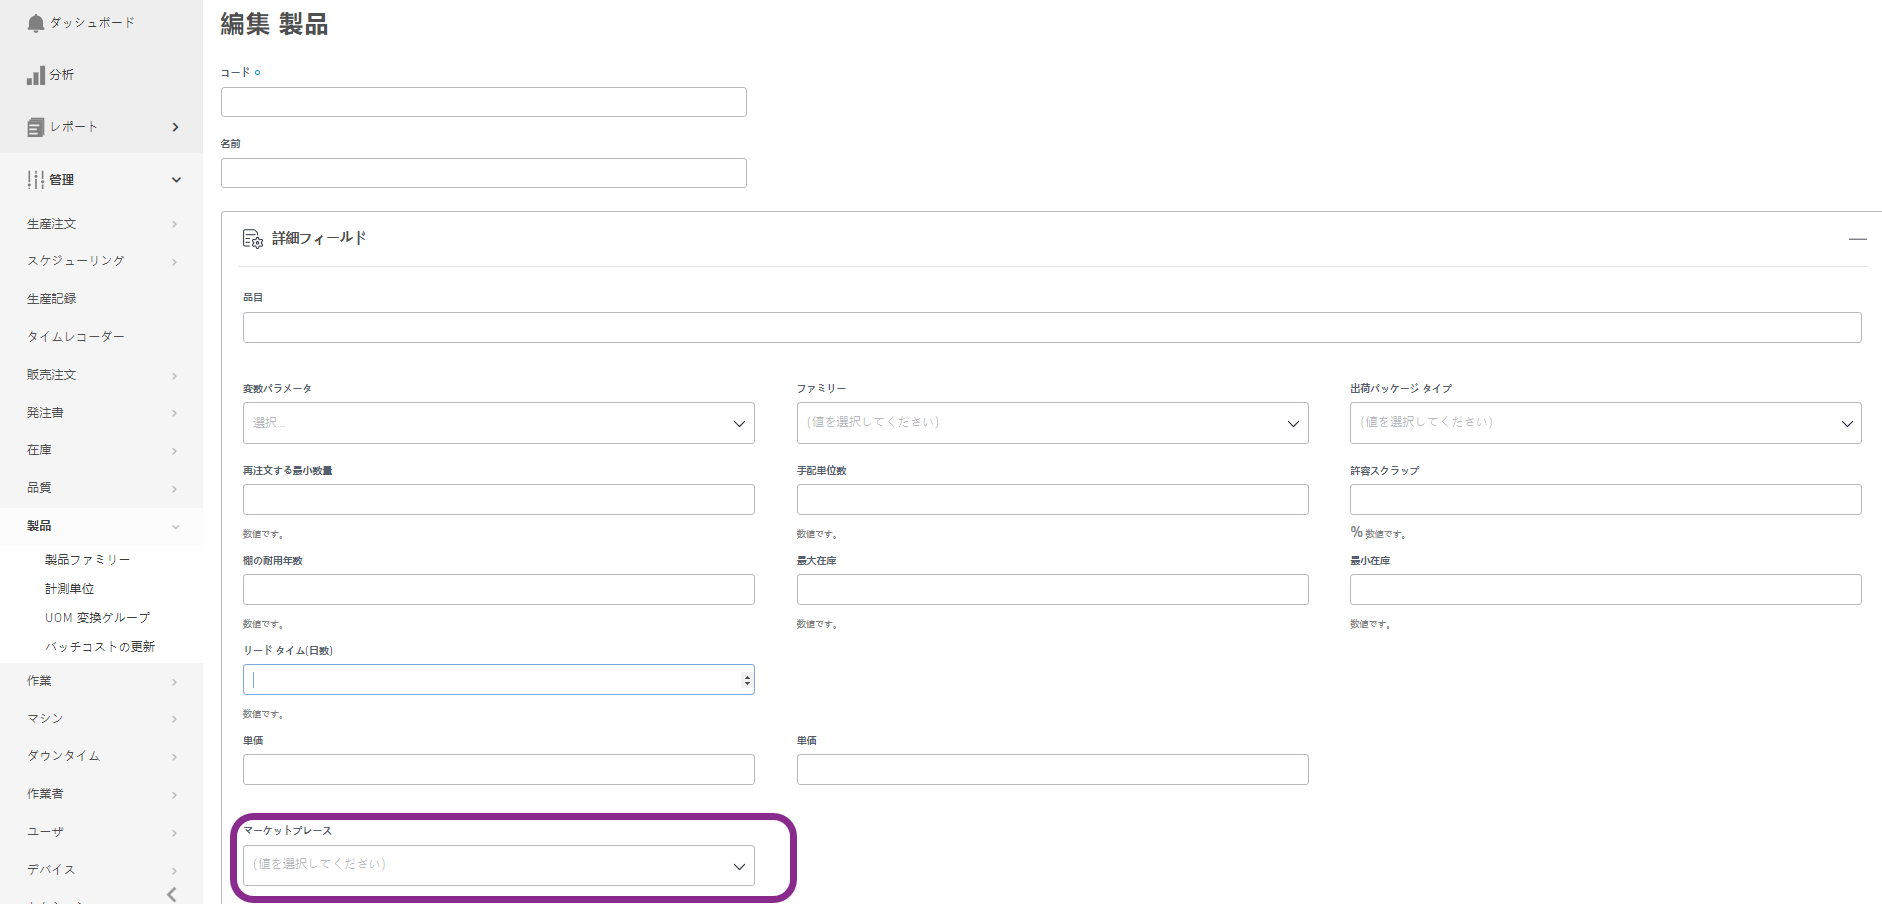 ダッシュボード
分析
レポート
管理
生産注文
スケジューリング
生産記録
タイムレコーダー
販売注文
発注書
在庫
品質
製品
製品ファミリー
計測単位
UOM 変換グループ
バッチコストの更新
作業
マシン
ダウンタイム
作業者
ユーザ
デバイス
編集 製品
コード
名前
詳細フィールド
品目
変数パラメータ
ファミリー
出荷パッケージ タイプ
選択...
(値を選択してください)
(値を選択してください)
再注文する最小数量
手配単位数
許容スクラップ
数値です。
数値です。
% 数値です。
棚の耐用年数
最大在庫
最小在庫
数値です。
数値です。
数値です。
リード タイム(日数)
数値です。
単価
単価
マーケットプレース
(値を選択してください)